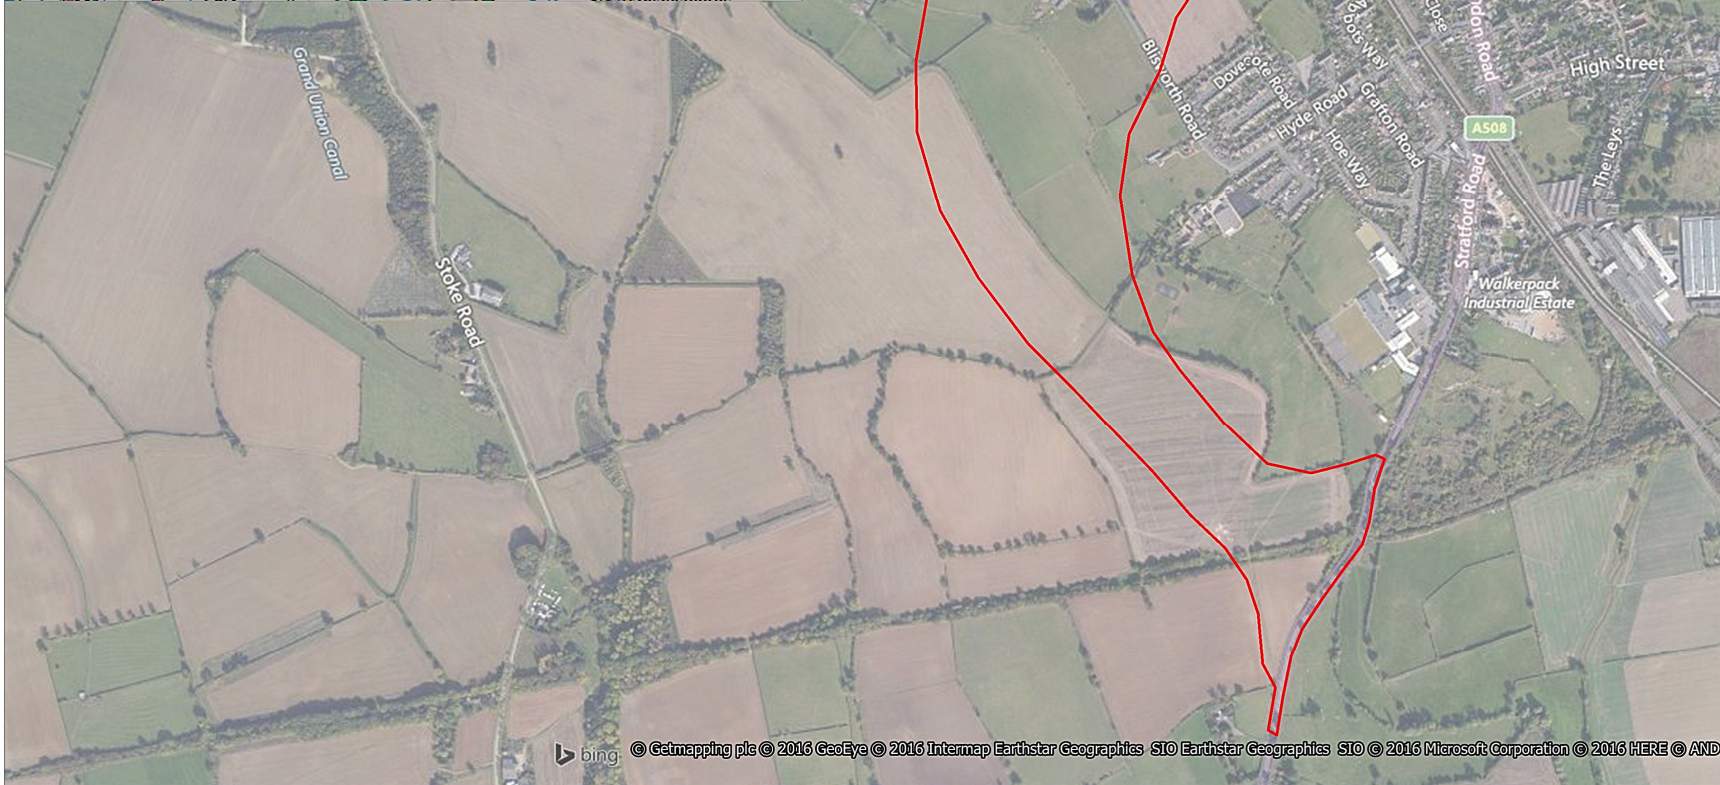 Close
Blisworth Road
Dovecote Road
Hyde Road
Grafton Road
Hoe Way
High Street
A508
The Leys
Stratford Road
Grand Union Canal
Stoke Road
Walkerpack
Industrial Estate
bing
© Getmapping plc © 2016 GeoEye © 2016 Intermap Earthstar Geographics SIO Earthstar Geographics SIO © 2016 Microsoft Corporation © 2016 HERE © AND